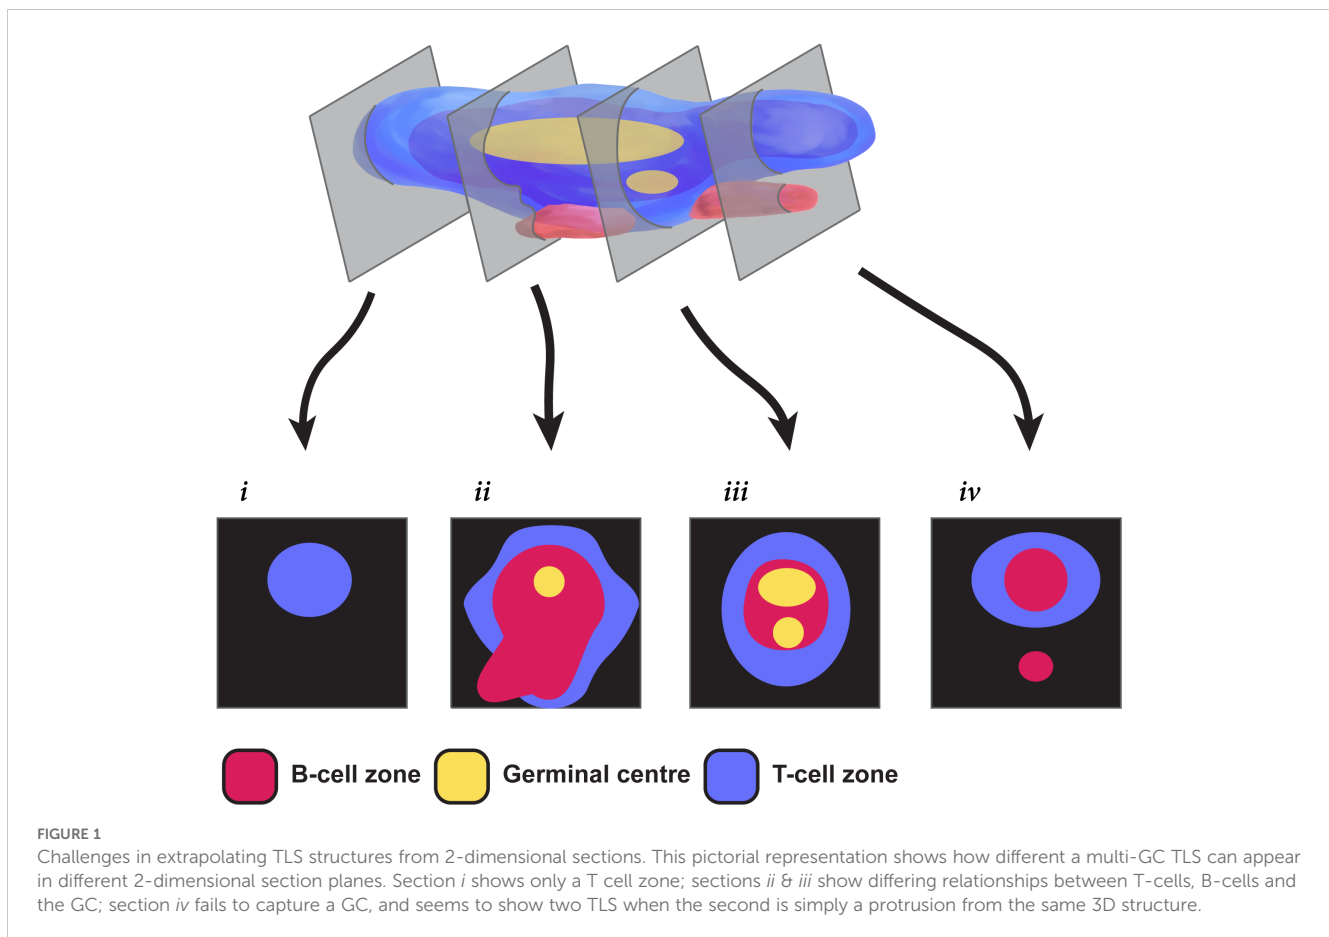 i
ii
iii
iv
B-cell zone
Germinal centre
T-cell zone
FIGURE 1
Challenges in extrapolating TLS structures from 2-dimensional sections. This pictorial representation shows how different a multi-GC TLS can appear
in different 2-dimensional section planes. Section i shows only a T cell zone; sections ii & iii show differing relationships between T-cells, B-cells and
the GC; section iv fails to capture a GC, and seems to show two TLS when the second is simply a protrusion from the same 3D structure.